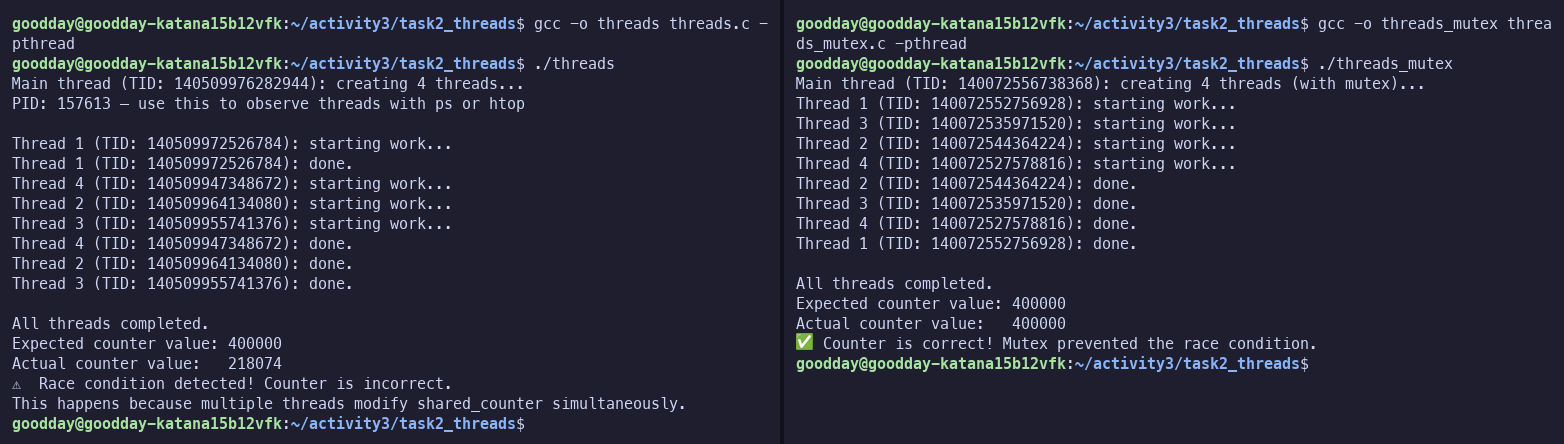 goodday@goodday-katana15b12vfk:~/activity3/task2_threads$ gcc -o threads threads.c -
pthread
goodday@goodday-katana15b12vfk:~/activity3/task2_threads$ ./threads
Main thread (TID: 140509976282944): creating 4 threads...
PID: 157613 — use this to observe threads with ps or htop

Thread 1 (TID: 140509972526784): starting work...
Thread 1 (TID: 140509972526784): done.
Thread 4 (TID: 140509947348672): starting work...
Thread 2 (TID: 140509964134080): starting work...
Thread 3 (TID: 140509955741376): starting work...
Thread 4 (TID: 140509947348672): done.
Thread 2 (TID: 140509964134080): done.
Thread 3 (TID: 140509955741376): done.

All threads completed.
Expected counter value: 400000
Actual counter value:   218074
⚠  Race condition detected! Counter is incorrect.
This happens because multiple threads modify shared_counter simultaneously.
goodday@goodday-katana15b12vfk:~/activity3/task2_threads$
goodday@goodday-katana15b12vfk:~/activity3/task2_threads$ gcc -o threads_mutex threa
ds_mutex.c -pthread
goodday@goodday-katana15b12vfk:~/activity3/task2_threads$ ./threads_mutex
Main thread (TID: 140072556738368): creating 4 threads (with mutex)...
Thread 1 (TID: 140072552756928): starting work...
Thread 3 (TID: 140072535971520): starting work...
Thread 2 (TID: 140072544364224): starting work...
Thread 4 (TID: 140072527578816): starting work...
Thread 2 (TID: 140072544364224): done.
Thread 3 (TID: 140072535971520): done.
Thread 4 (TID: 140072527578816): done.
Thread 1 (TID: 140072552756928): done.

All threads completed.
Expected counter value: 400000
Actual counter value:   400000
✅ Counter is correct! Mutex prevented the race condition.
goodday@goodday-katana15b12vfk:~/activity3/task2_threads$